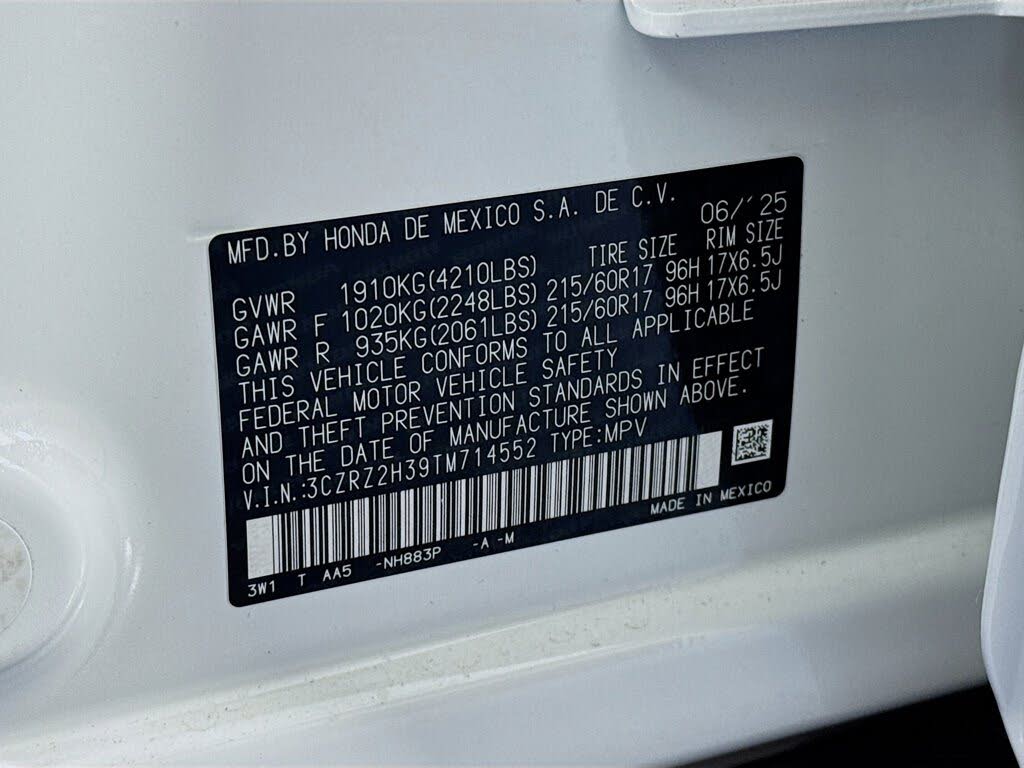 MFD.BY HONDA DE MEXICO S.A. DE C.V. 06/'25
TIRE SIZE RIM SIZE
GVWR 1910KG(4210LBS)
GAWR F 1020KG(2248LBS) 215/60R17 96H 17X6.5J
GAWR R 935KG(2061LBS) 215/60R17 96H 17X6.5J
THIS VEHICLE CONFORMS TO ALL APPLICABLE
FEDERAL MOTOR VEHICLE SAFETY
AND THEFT PREVENTION STANDARDS IN EFFECT
ON THE DATE OF MANUFACTURE SHOWN ABOVE.
V.I.N.:3CZRZ2H39TM714552 TYPE:MPV
MADE IN MEXICO
3W1 T AA5 -NH883P -A -M